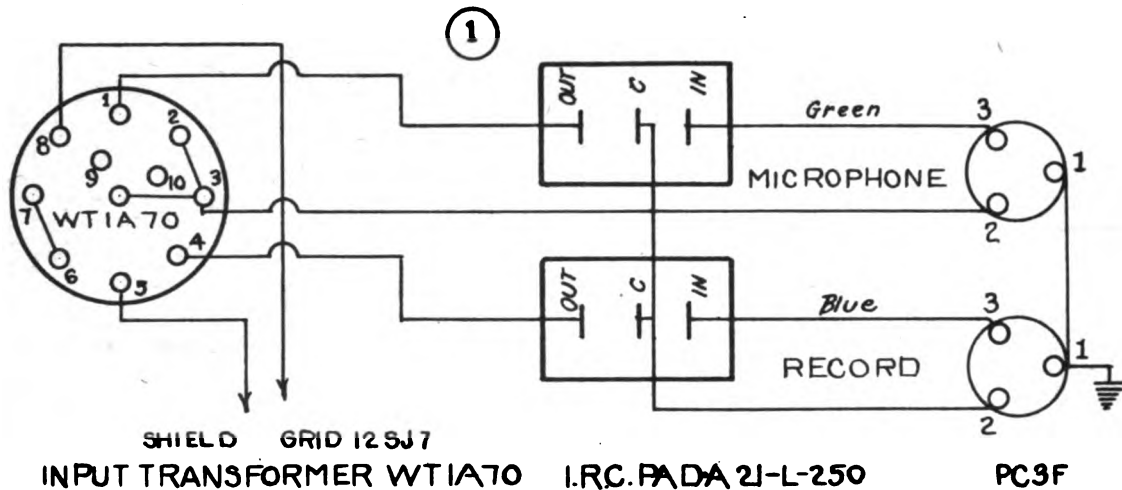 1
1
2
3
4
5
6
7
8
9
10
WT1A70
OUT
C
IN
Green
3
1
2
MICROPHONE
OUT
C
IN
Blue
3
1
2
RECORD
SHIELD GRID 12SJ7
INPUT TRANSFORMER WT1A70 I.R.C. PADA 21-L-250 PC3F